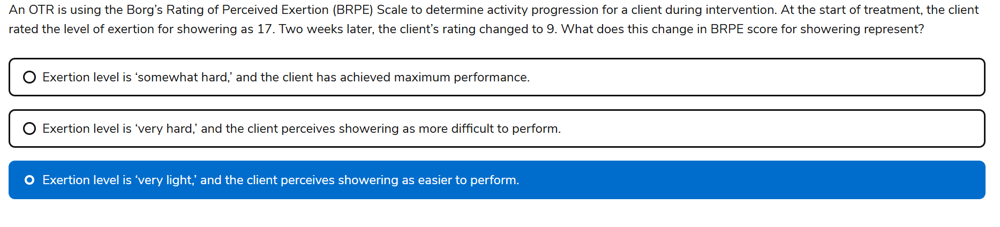 An OTR is using the Borg’s Rating of Perceived Exertion (BRPE) Scale to determine activity progression for a client during intervention. At the start of treatment, the client
rated the level of exertion for showering as 17. Two weeks later, the client’s rating changed to 9. What does this change in BRPE score for showering represent?
Exertion level is ‘somewhat hard,’ and the client has achieved maximum performance.
Exertion level is ‘very hard,’ and the client perceives showering as more difficult to perform.
Exertion level is ‘very light,’ and the client perceives showering as easier to perform.